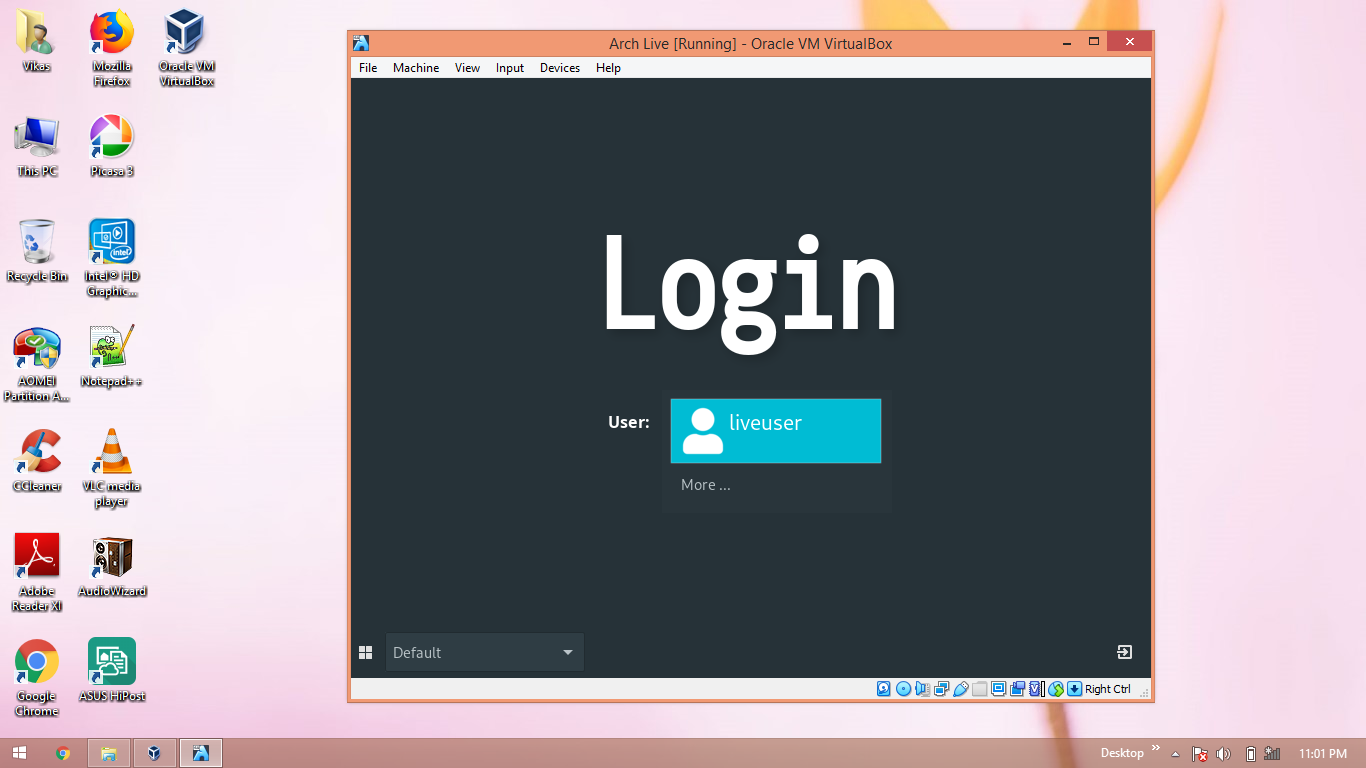 Vikas
Mozilla
Firefox
Oracle VM
VirtualBox
This PC
Picasa 3
Recycle Bin
Intel® HD
Graphic...
AOMEI
Partition A...
Notepad++
CCleaner
VLC media
player
Adobe
Reader XI
AudioWizard
Google
Chrome
ASUS HiPost
Arch Live [Running] - Oracle VM VirtualBox
File Machine View Input Devices Help
Login
User:
liveuser
More ...
Default
Right Ctrl
Desktop
11:01 PM